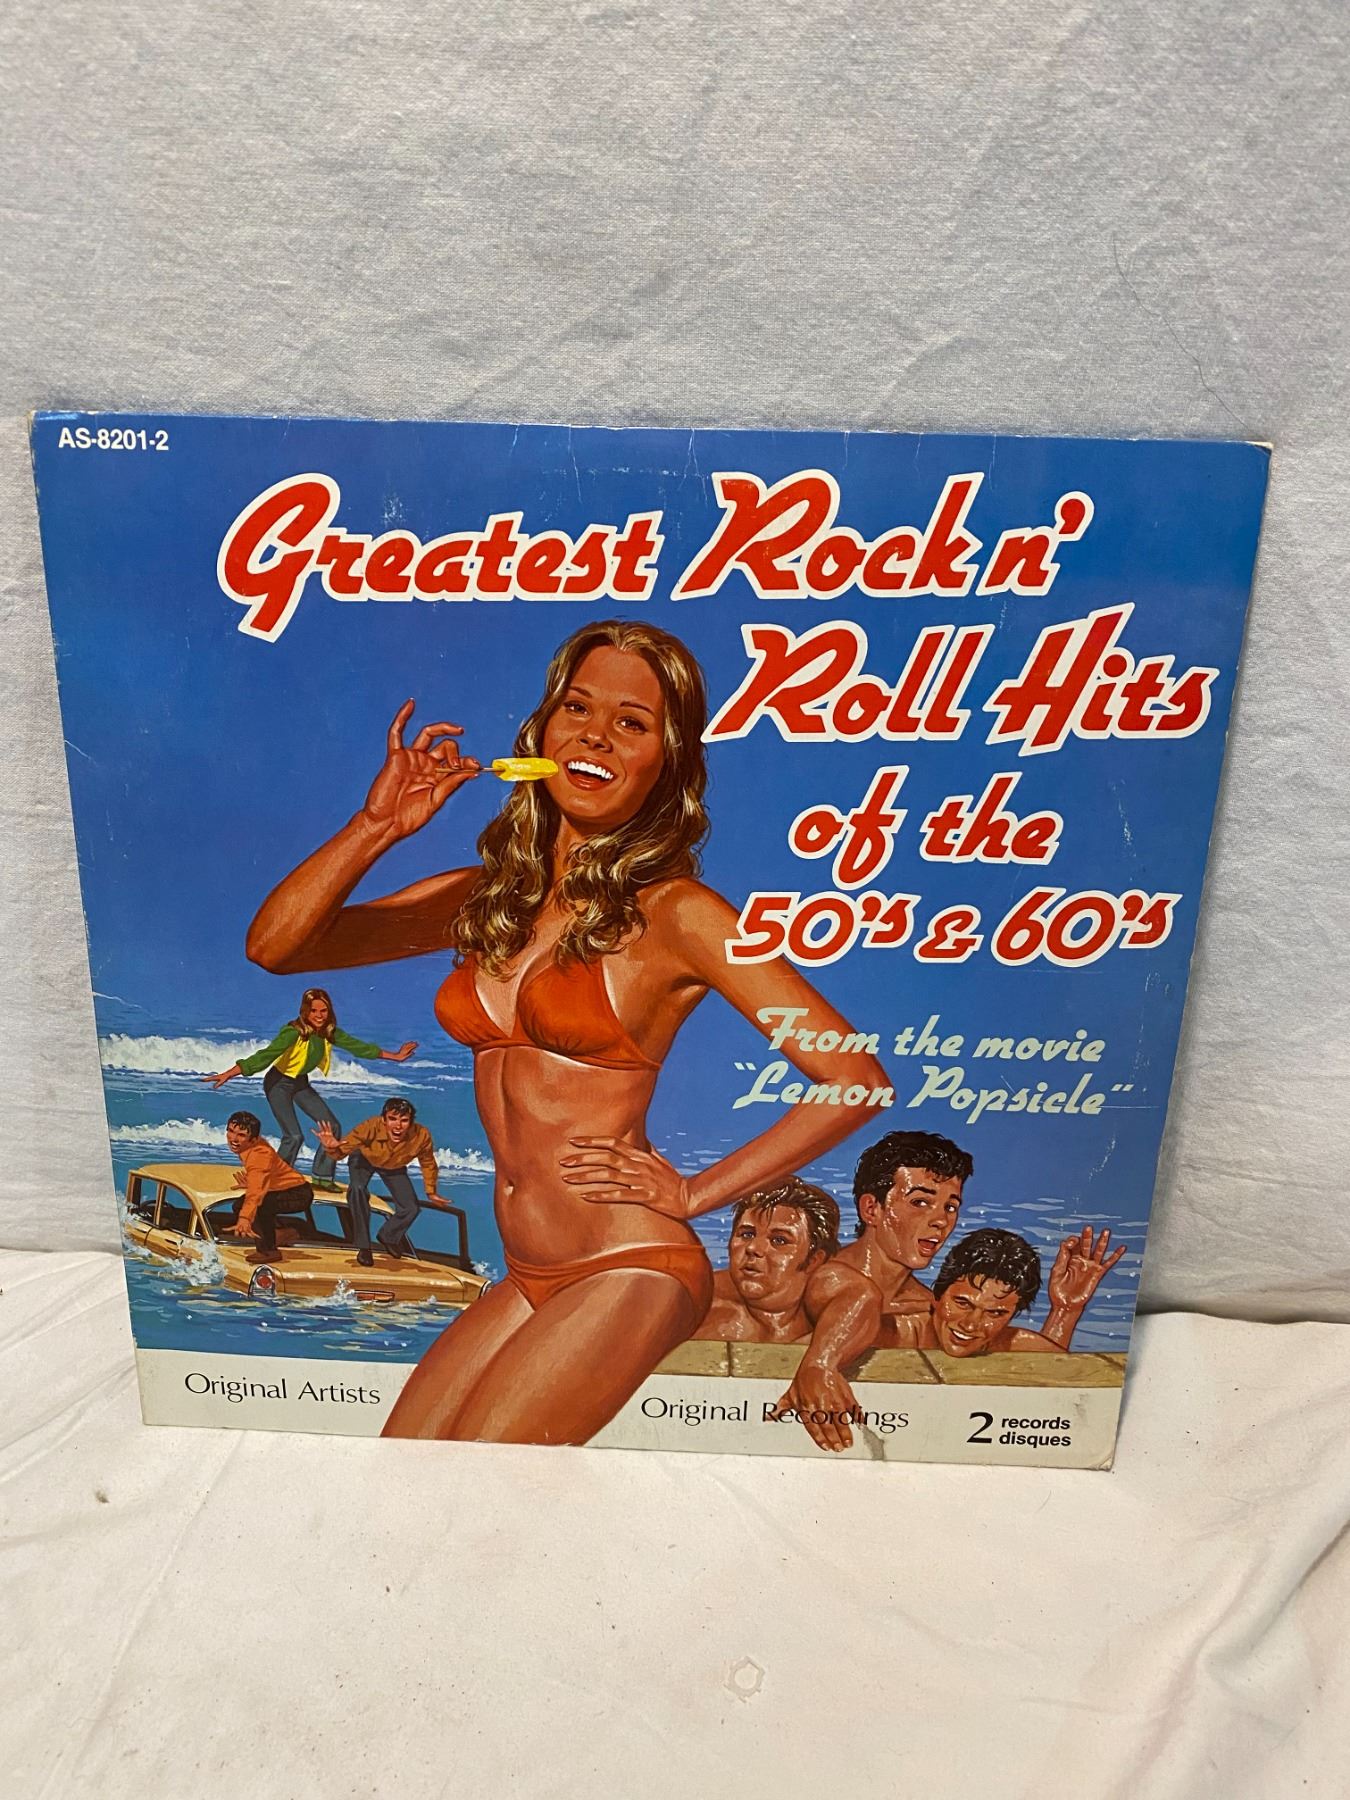 AS-8201-2
Greatest Rock n'
Roll Hits
of the
50's & 60's
From the movie
"Lemon Popsicle"
Original Artists
Original Recordings
2 records
disques